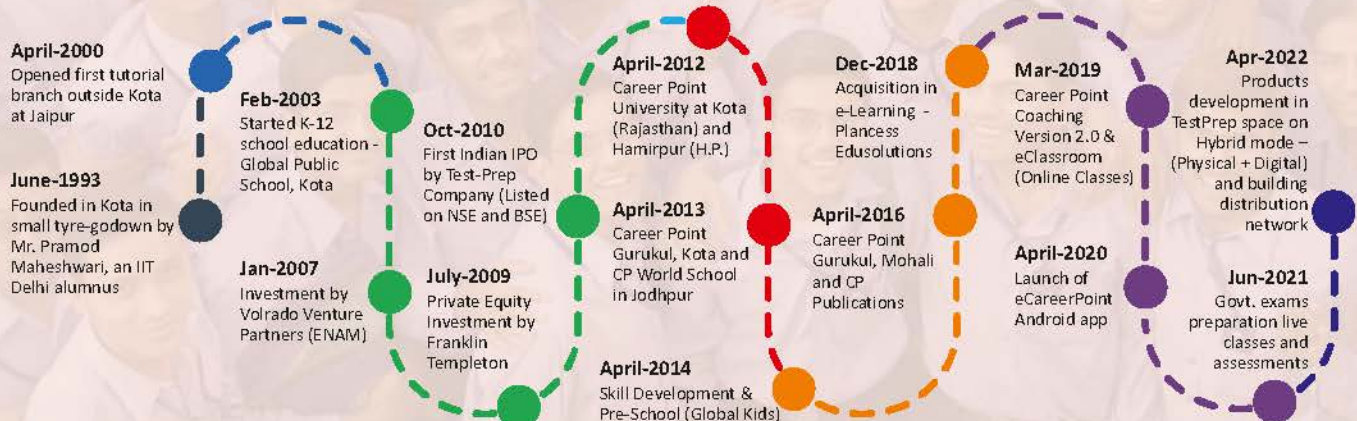 June-1993
Founded in Kota in
small tyre-godown by
Mr. Pramod
Maheshwari, an IIT
Delhi alumnus
April-2000
Opened first tutorial
branch outside Kota
at Jaipur
Feb-2003
Started K-12
school education -
Global Public
School, Kota
Jan-2007
Investment by
Volrado Venture
Partners (ENAM)
July-2009
Private Equity
Investment by
Franklin
Templeton
Oct-2010
First Indian IPO
by Test-Prep
Company (Listed
on NSE and BSE)
April-2012
Career Point
University at Kota
(Rajasthan) and
Hamirpur (H.P.)
April-2013
Career Point
Gurukul, Kota and
CP World School
in Jodhpur
April-2014
Skill Development &
Pre-School (Global Kids)
April-2016
Career Point
Gurukul, Mohali
and CP
Publications
Dec-2018
Acquisition in
e-Learning -
Plancess
Edusolutions
Mar-2019
Career Point
Coaching
Version 2.0 &
eClassroom
(Online Classes)
April-2020
Launch of
eCareerPoint
Android app
Jun-2021
Govt. exams
preparation live
classes and
assessments
Apr-2022
Products
development in
TestPrep space on
Hybrid mode –
(Physical + Digital)
and building
distribution
network